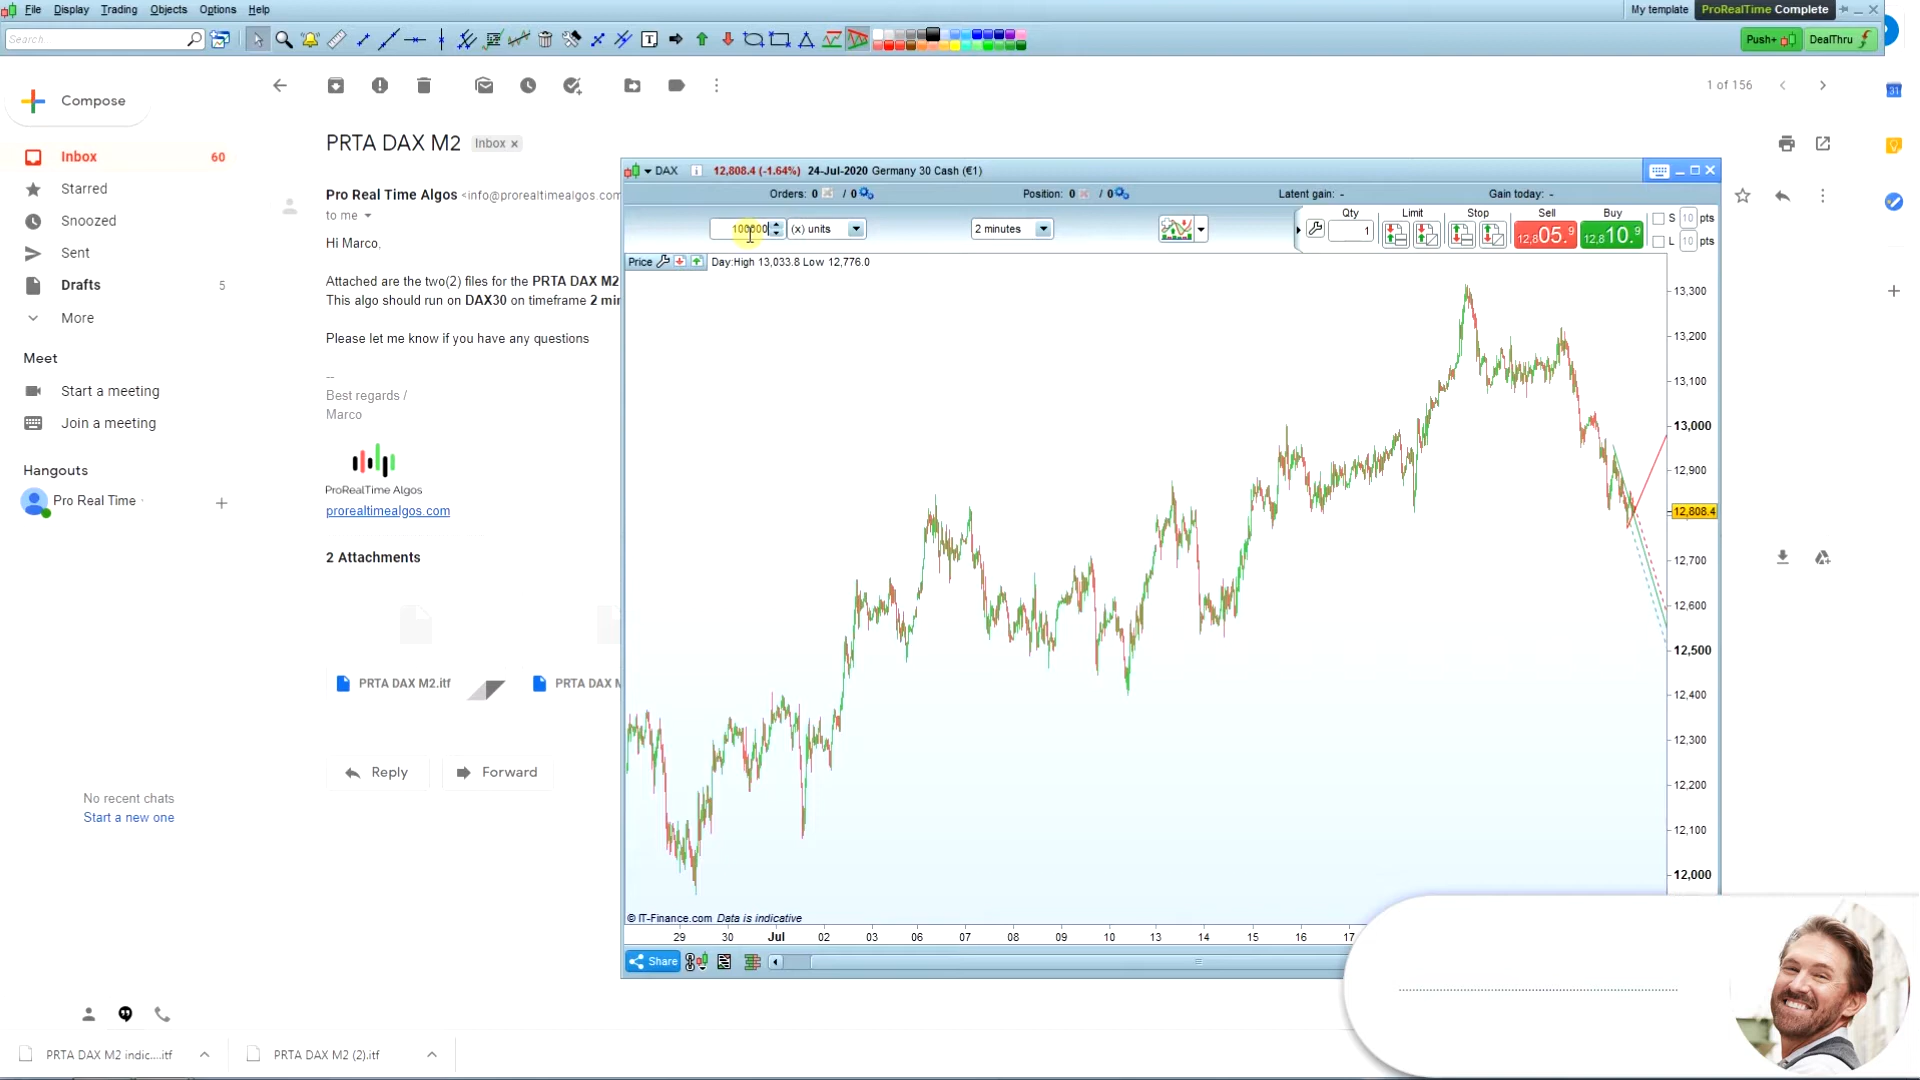 File Display Trading Objects Options Help
My template ProRealTime Complete
Search
Push+ DealThru
Compose
1 of 156
PRTA DAX M2 Inbox ×
Inbox 60
Starred
Snoozed
Sent
Drafts 5
More
Meet
Start a meeting
Join a meeting
Hangouts
Pro Real Time
No recent chats
Start a new one
Pro Real Time Algos <info@prorealtimealgos.com
to me
Hi Marco,
Attached are the two(2) files for the PRTA DAX M2
This algo should run on DAX30 on timeframe 2
Please let me know if you have any questions
--
Best regards /
Marco
ProRealTime Algos
prorealtimealgos.com
2 Attachments
PRTA DAX M2.itf
PRTA DAX
Reply Forward
DAX 12,808.4 (-1.64%) 24-Jul-2020 Germany 30 Cash (€1)
Orders: 0 / 0 Position: 0 / 0 Latent gain: - Gain today: -
100000 (x) units 2 minutes
Qty Limit Stop Sell Buy
1 12,805.9 12,810.9
S 10 pts
L 10 pts
Price Day:High 13,033.8 Low 12,776.0
13,300
13,200
13,100
13,000
12,900
12,808.4
12,700
12,600
12,500
12,400
12,300
12,200
12,100
12,000
© IT-Finance.com Data is indicative
29 30 Jul 02 03 06 07 08 09 10 13 14 15 16 17
Share
31
PRTA DAX M2 indic....itf
PRTA DAX M2 (2).itf